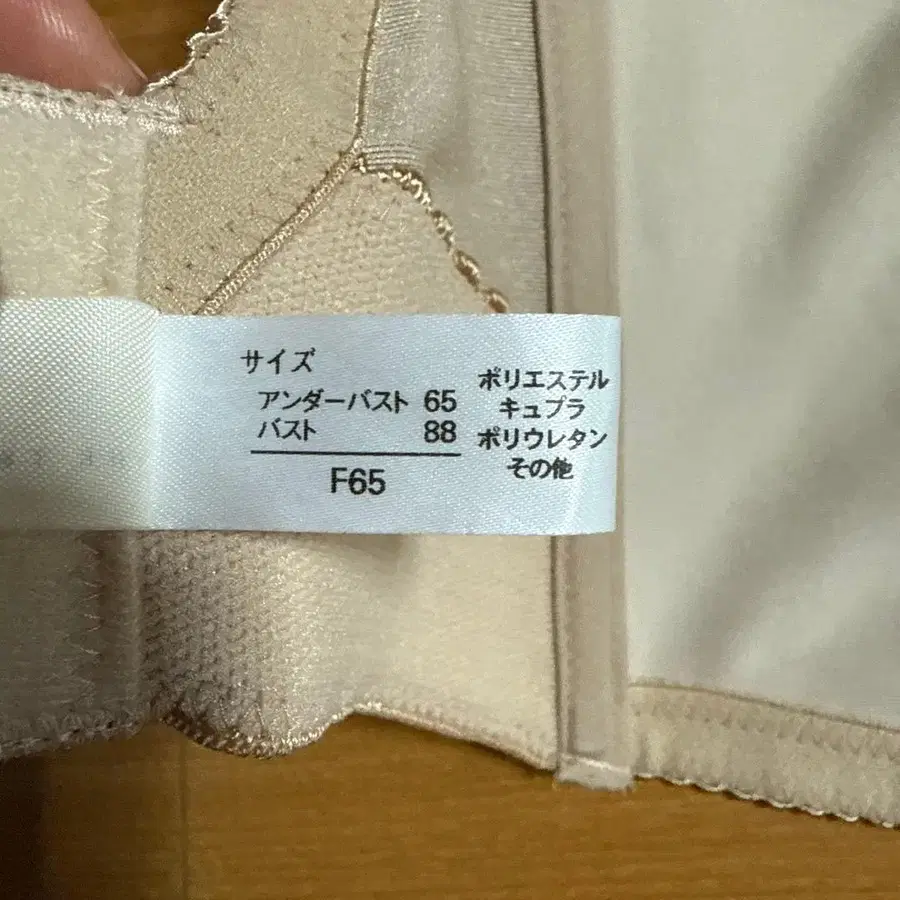 サイズ
アンダーバスト 65
バスト 88
F65
ポリエステル
キュプラ
ポリウレタン
その他